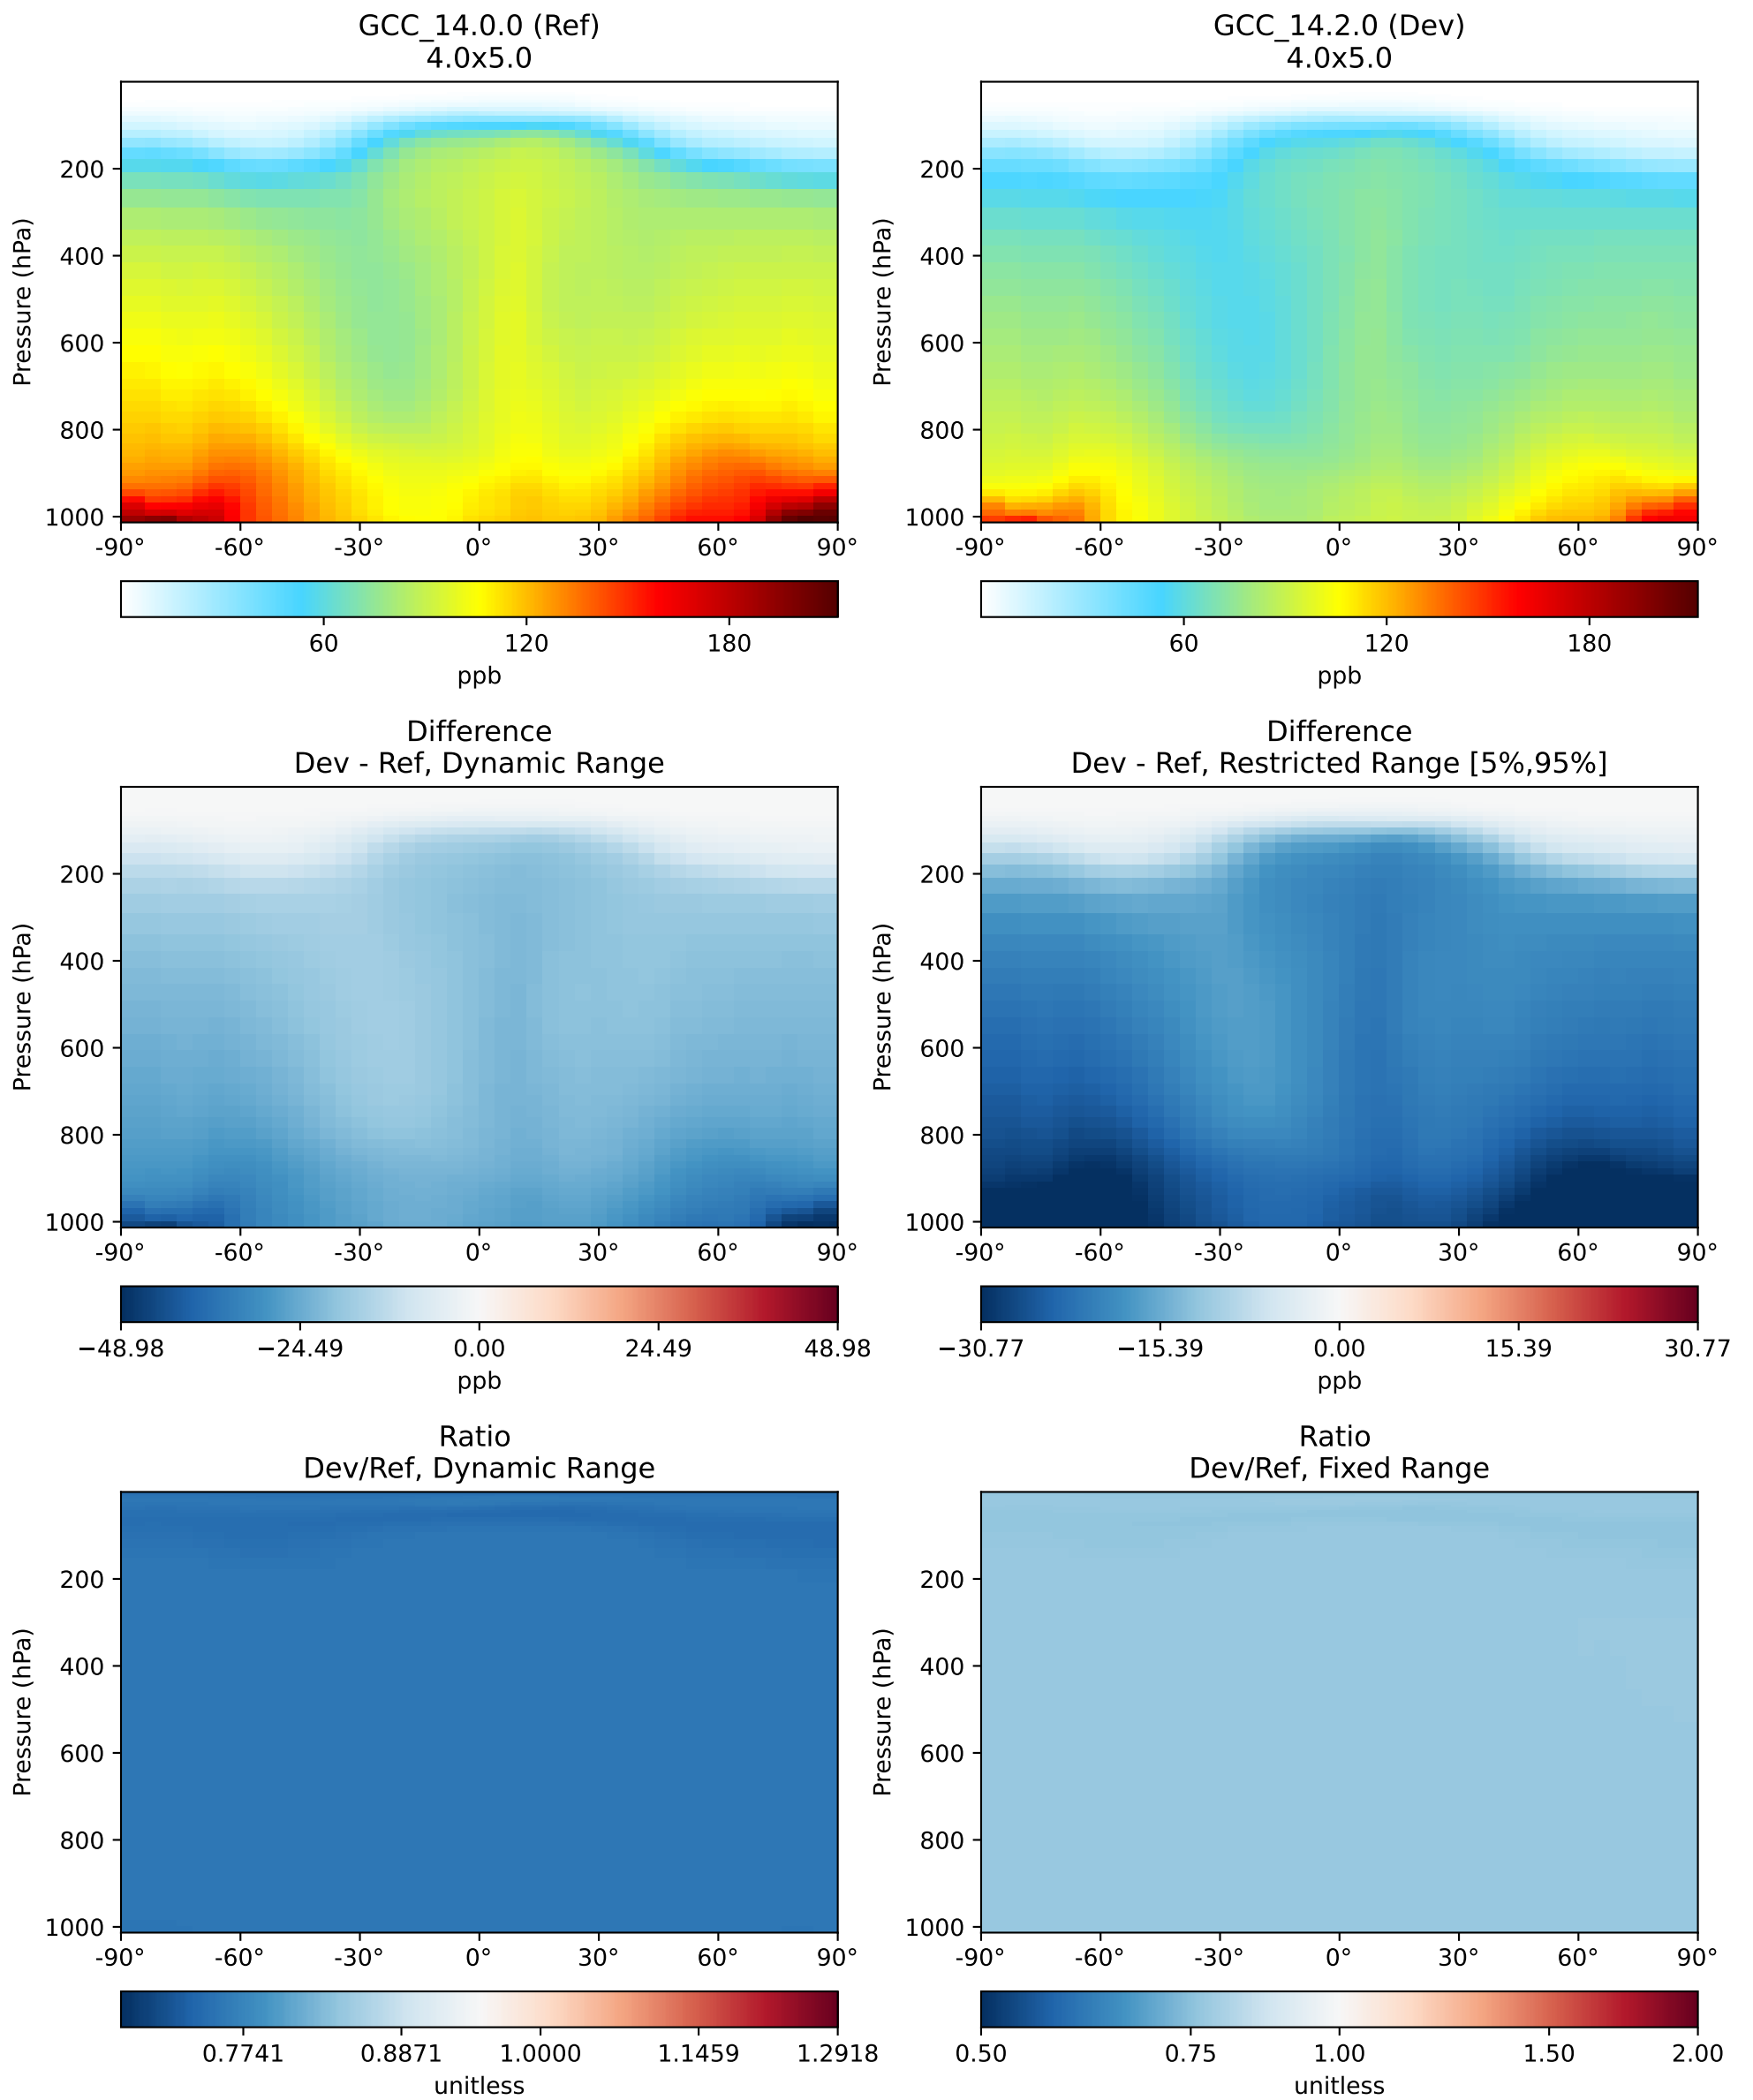 GCC_14.0.0 (Ref)
4.0x5.0
Pressure (hPa)
200
400
600
800
1000
-90° -60° -30° 0° 30° 60° 90°
60 120 180
ppb
GCC_14.2.0 (Dev)
4.0x5.0
Pressure (hPa)
200
400
600
800
1000
-90° -60° -30° 0° 30° 60° 90°
60 120 180
ppb
Difference
Dev - Ref, Dynamic Range
Pressure (hPa)
200
400
600
800
1000
-90° -60° -30° 0° 30° 60° 90°
−48.98 −24.49 0.00 24.49 48.98
ppb
Difference
Dev - Ref, Restricted Range [5%,95%]
Pressure (hPa)
200
400
600
800
1000
-90° -60° -30° 0° 30° 60° 90°
−30.77 −15.39 0.00 15.39 30.77
ppb
Ratio
Dev/Ref, Dynamic Range
Pressure (hPa)
200
400
600
800
1000
-90° -60° -30° 0° 30° 60° 90°
0.7741 0.8871 1.0000 1.1459 1.2918
unitless
Ratio
Dev/Ref, Fixed Range
Pressure (hPa)
200
400
600
800
1000
-90° -60° -30° 0° 30° 60° 90°
0.50 0.75 1.00 1.50 2.00
unitless